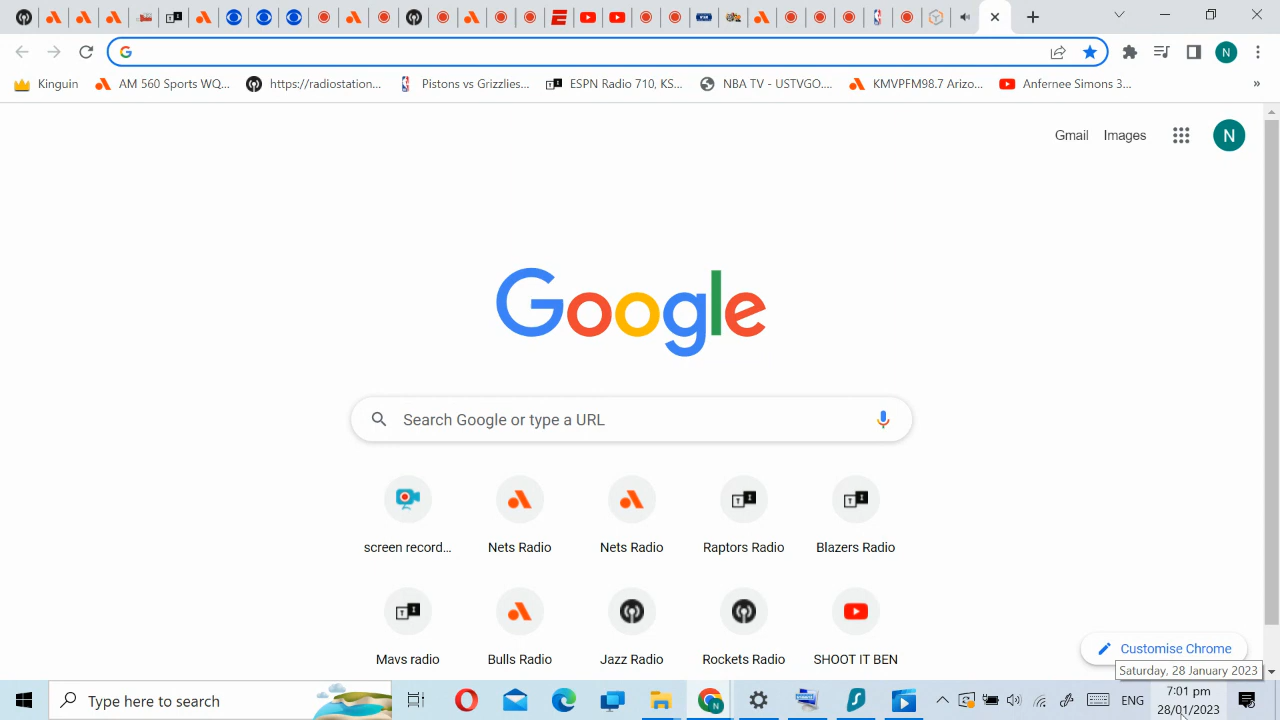 Kinguin AM 560 Sports WQ... https://radiostation... Pistons vs Grizzlies... ESPN Radio 710, KS... NBA TV - USTVGO.... KMVPFM98.7 Arizo... Anfernee Simons 3... »
N
Gmail Images N
Google
Search Google or type a URL
screen record... Nets Radio Nets Radio Raptors Radio Blazers Radio
Mavs radio Bulls Radio Jazz Radio Rockets Radio SHOOT IT BEN
Customise Chrome
Saturday, 28 January 2023
Type here to search ENG 7:01 pm
28/01/2023